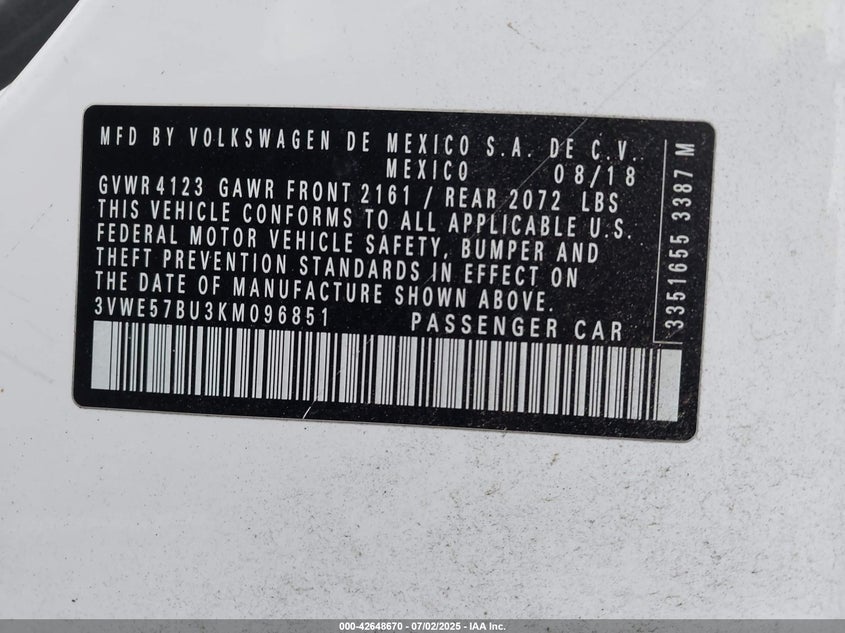 MFD BY VOLKSWAGEN DE MEXICO S.A. DE C.V..
MEXICO 08/18
GVWR 4123 GAWR FRONT 2161 / REAR 2072 LBS
THIS VEHICLE CONFORMS TO ALL APPLICABLE U.S.
FEDERAL MOTOR VEHICLE SAFETY, BUMPER AND
THEFT PREVENTION STANDARDS IN EFFECT ON
THE DATE OF MANUFACTURE SHOWN ABOVE.
3VWE57BU3KM096851 PASSENGER CAR
3351655 3387 M
000-42648670 - 07/02/2025 - IAA Inc.